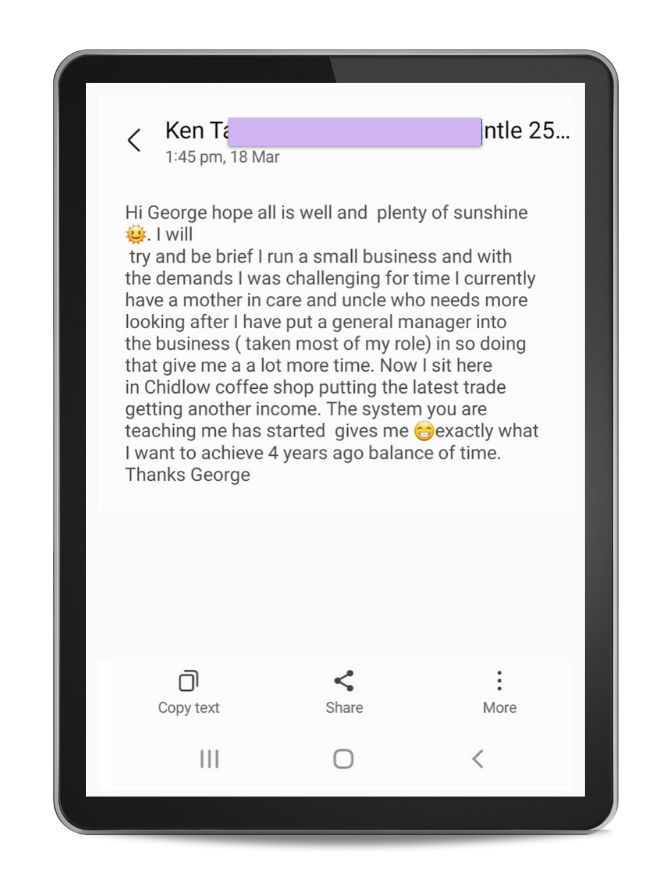 Ken Ta ntle 25...
1:45 pm, 18 Mar
Hi George hope all is well and plenty of sunshine
🌞. I will
try and be brief I run a small business and with
the demands I was challenging for time I currently
have a mother in care and uncle who needs more
looking after I have put a general manager into
the business ( taken most of my role) in so doing
that give me a a lot more time. Now I sit here
in Chidlow coffee shop putting the latest trade
getting another income. The system you are
teaching me has started gives me 😁exactly what
I want to achieve 4 years ago balance of time.
Thanks George
Copy text
Share
More